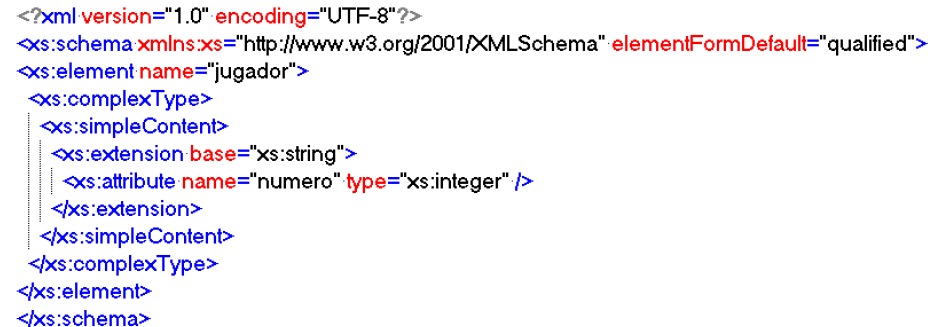 <?xml version="1.0" encoding="UTF-8"?>
<xs:schema xmlns:xs="http://www.w3.org/2001/XMLSchema" elementFormDefault="qualified">
<xs:element name="jugador">
<xs:complexType>
<xs:simpleContent>
<xs:extension base="xs:string">
<xs:attribute name="numero" type="xs:integer" />
</xs:extension>
</xs:simpleContent>
</xs:complexType>
</xs:element>
</xs:schema>